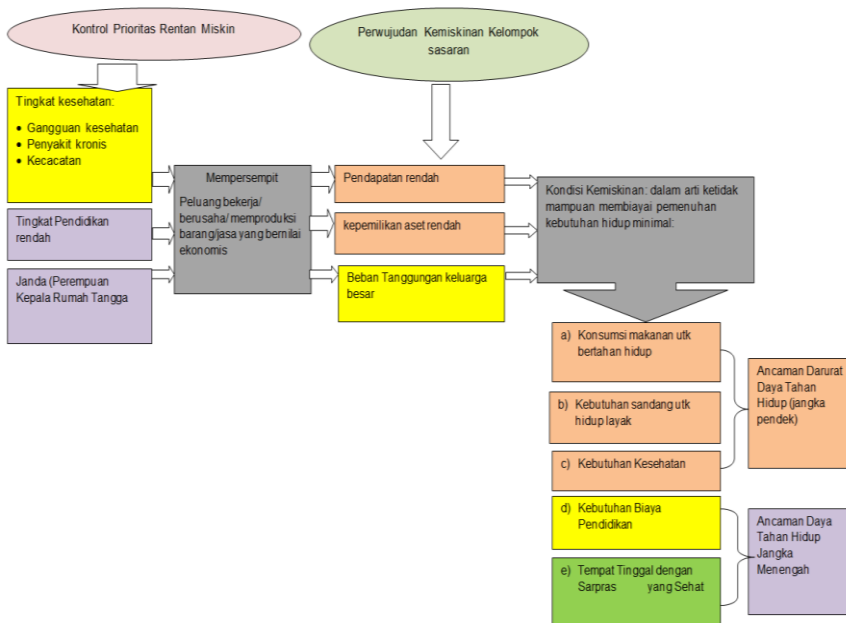 Kontrol Prioritas Rentan Miskin
Perwujudan Kemiskinan Kelompok
sasaran
Tingkat kesehatan:
• Gangguan kesehatan
• Penyakit kronis
• Kecacatan
Tingkat Pendidikan
rendah
Janda (Perempuan
Kepala Rumah Tangga
Mempersempit
Peluang bekerja/
berusaha/ memproduksi
barang/jasa yang bernilai
ekonomis
Pendapatan rendah
kepemilikan aset rendah
Beban Tanggungan keluarga
besar
Kondisi Kemiskinan: dalam arti ketidak
mampuan membiayai pemenuhan
kebutuhan hidup minimal:
a) Konsumsi makanan utk
bertahan hidup
b) Kebutuhan sandang utk
hidup layak
c) Kebutuhan Kesehatan
d) Kebutuhan Biaya
Pendidikan
e) Tempat Tinggal dengan
Sarpras yang Sehat
Ancaman Darurat
Daya Tahan
Hidup (jangka
pendek)
Ancaman Daya
Tahan Hidup
Jangka
Menengah